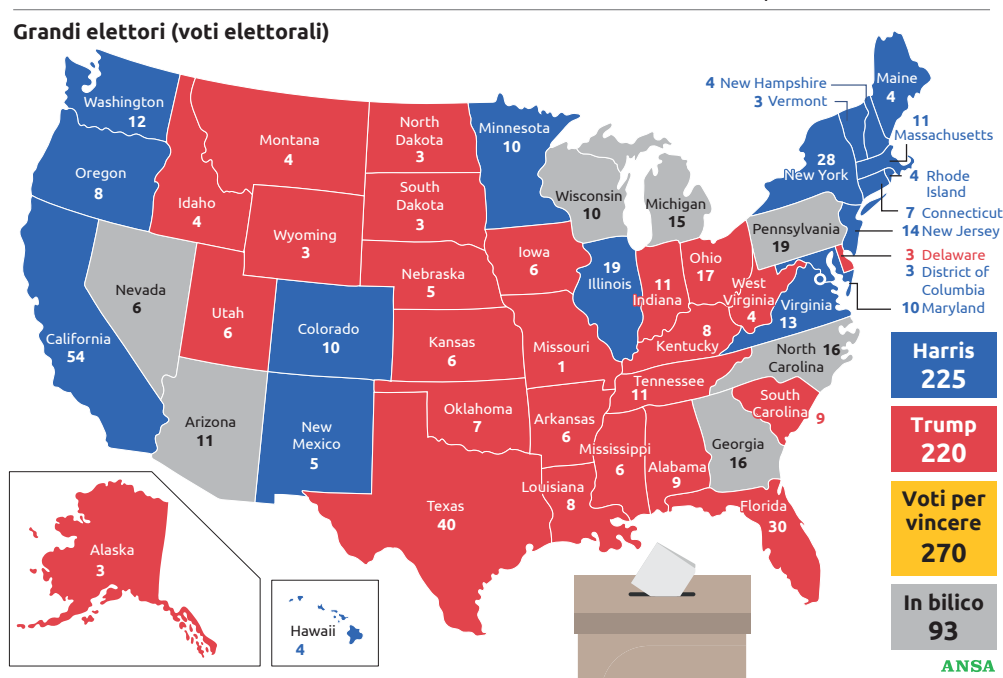 Grandi elettori (voti elettorali)
Washington
12
Oregon
8
California
54
Nevada
6
Idaho
4
Montana
4
Wyoming
3
Utah
6
Arizona
11
Colorado
10
New
Mexico
5
North
Dakota
3
South
Dakota
3
Nebraska
5
Kansas
6
Oklahoma
7
Texas
40
Minnesota
10
Iowa
6
Missouri
1
Arkansas
6
Louisiana
8
Wisconsin
10
19
Illinois
Michigan
15
11
Indiana
Ohio
17
8
Kentucky
Tennessee
11
Mississippi
6
Alabama
9
Georgia
16
Florida
30
South
Carolina
9
North
16
Carolina
Virginia
13
West
Virginia
4
Pennsylvania
19
28
New York
Maine
4
4 New Hampshire
3 Vermont
11
Massachusetts
4 Rhode
Island
7 Connecticut
14 New Jersey
3 Delaware
3 District of
Columbia
10 Maryland
Alaska
3
Hawaii
4
Harris
225
Trump
220
Voti per
vincere
270
In bilico
93
ANSA